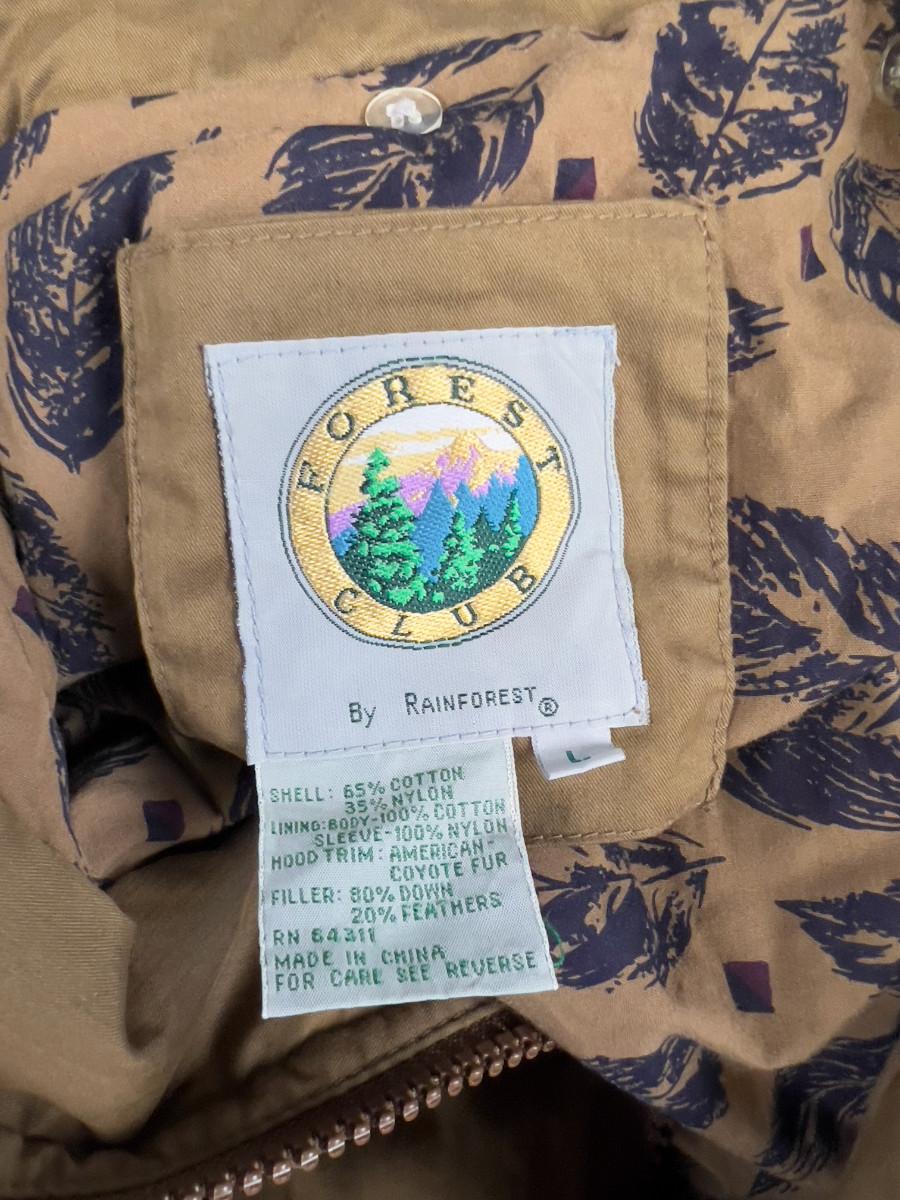 FOREST
CLUB
By RAINFOREST®
L
SHELL: 65% COTTON
35% NYLON
LINING: BODY-100% COTTON
SLEEVE-100% NYLON
HOOD TRIM: AMERICAN-
COYOTE FUR
FILLER: 80% DOWN
20% FEATHERS
RN 64311
MADE IN CHINA
FOR CARE SEE REVERSE